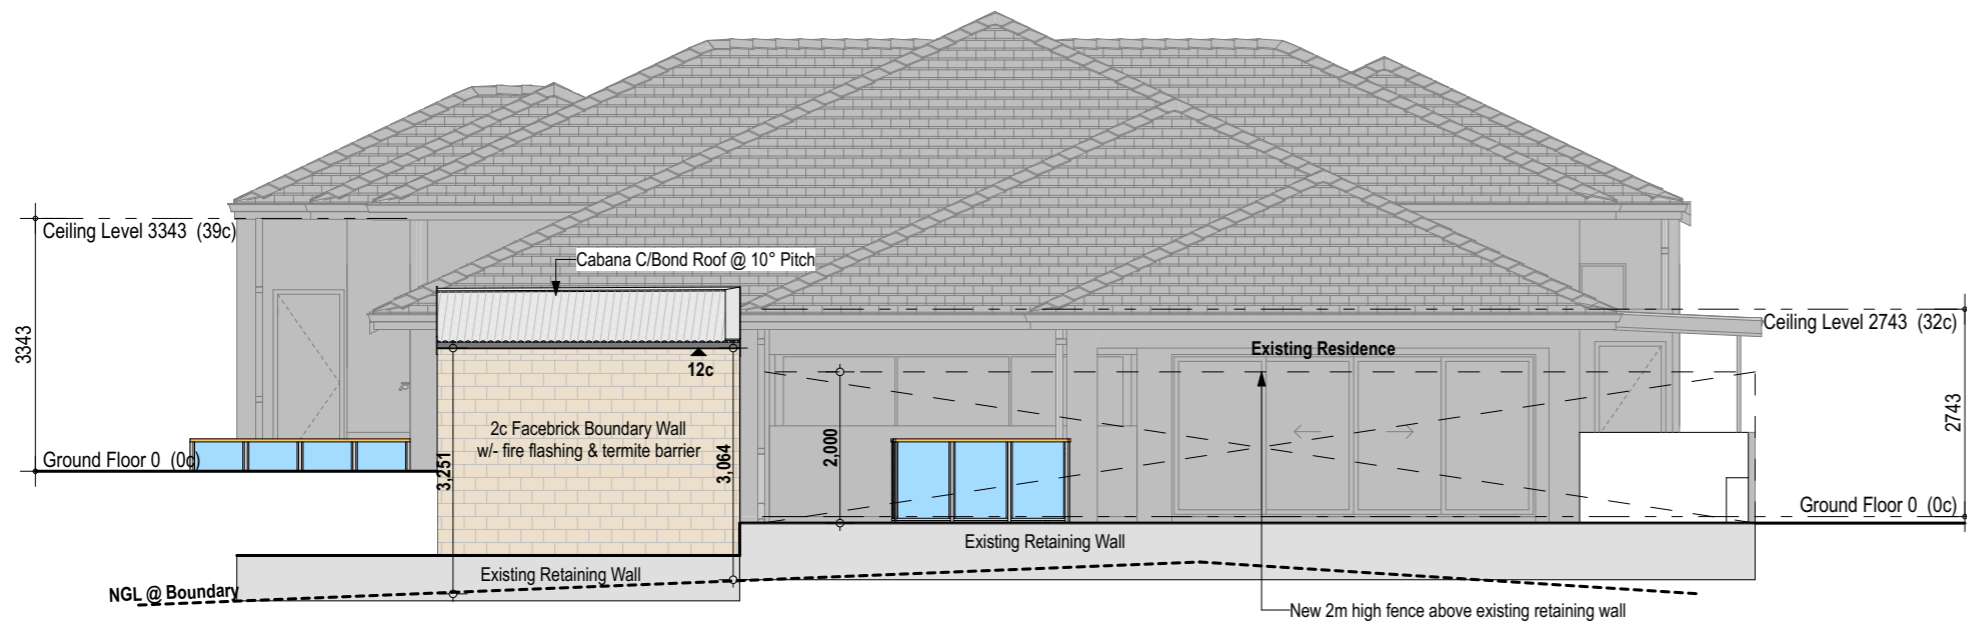 Ceiling Level 3343 (39c)
Cabana C/Bond Roof @ 10° Pitch
Ceiling Level 2743 (32c)
3343
Existing Residence
12c
2743
2c Facebrick Boundary Wall
w/- fire flashing & termite barrier
3,251
3,064
2,000
Ground Floor 0 (0c)
Ground Floor 0 (0c)
Existing Retaining Wall
Existing Retaining Wall
NGL @ Boundary
New 2m high fence above existing retaining wall